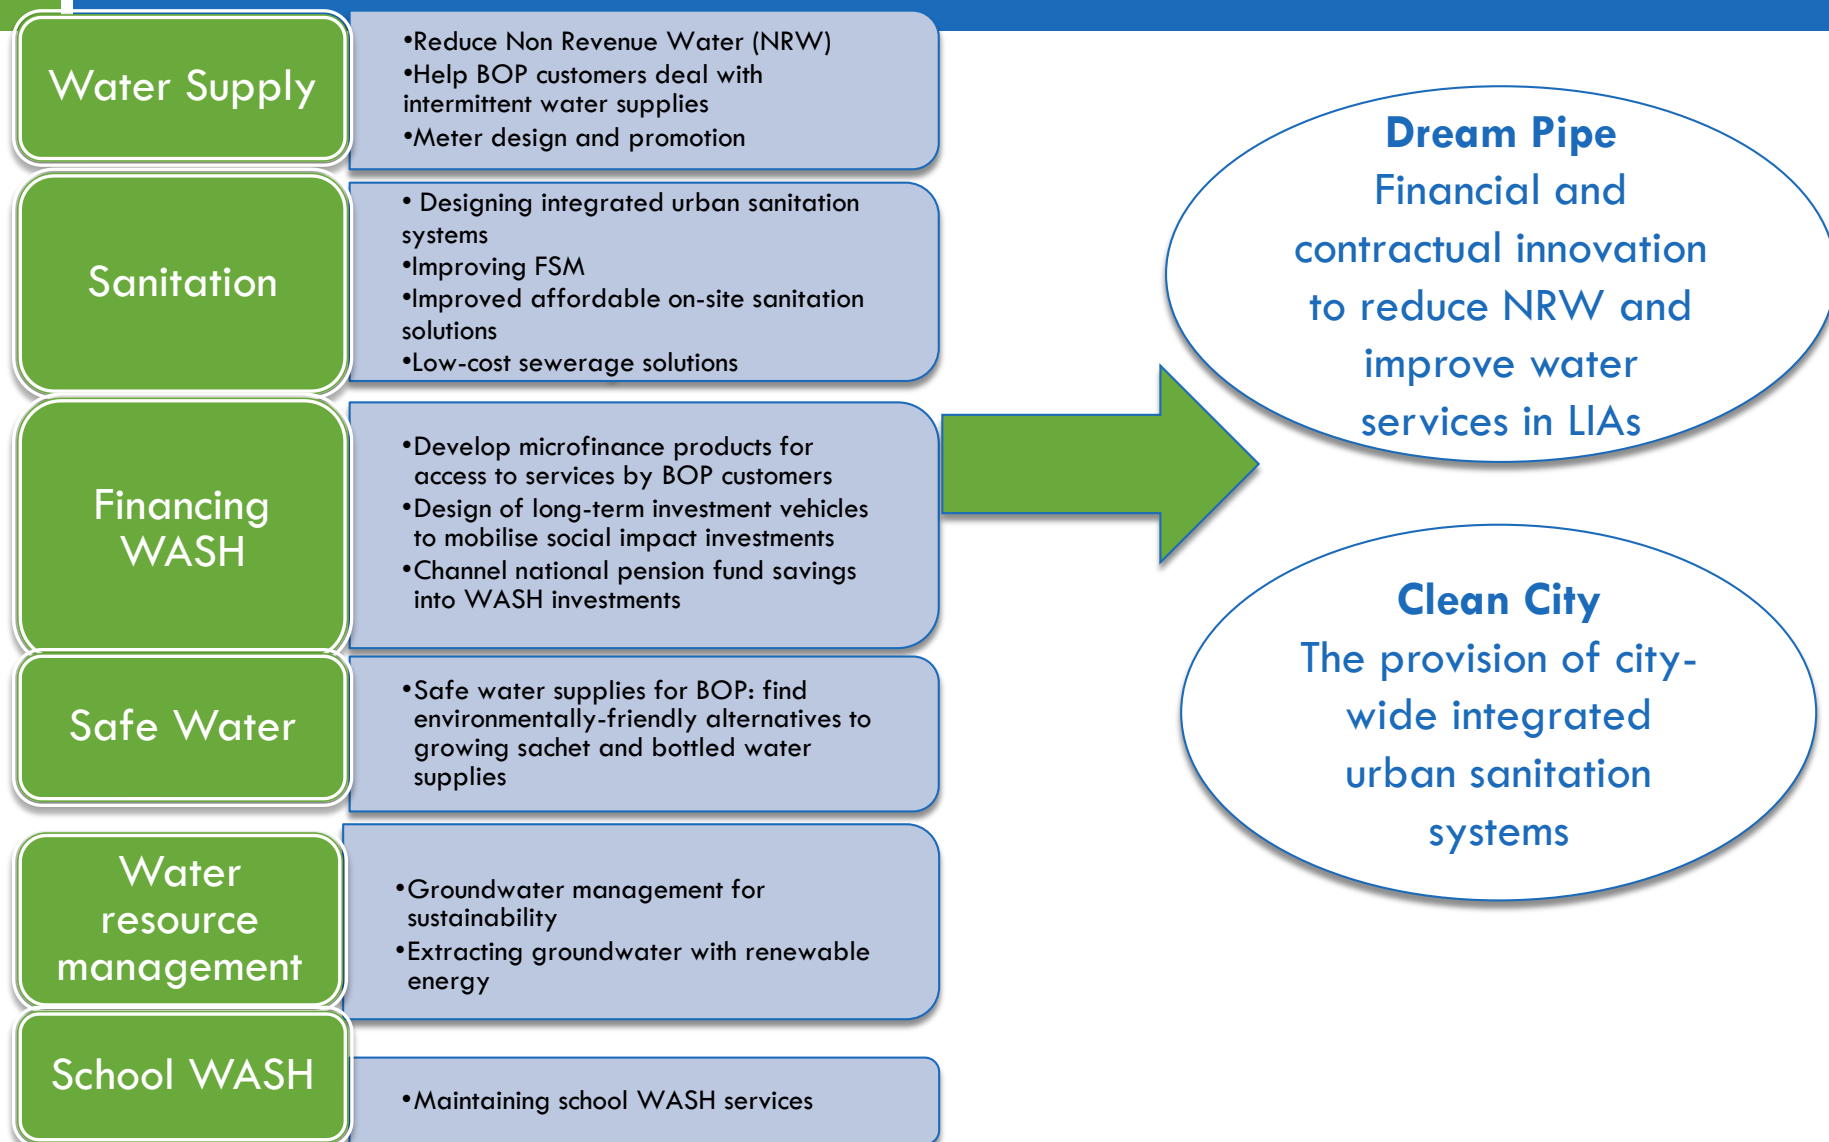 Water Supply
•Reduce Non Revenue Water (NRW)
•Help BOP customers deal with
intermittent water supplies
•Meter design and promotion
Sanitation
• Designing integrated urban sanitation
systems
•Improving FSM
•Improved affordable on-site sanitation
solutions
•Low-cost sewerage solutions
Financing
WASH
•Develop microfinance products for
access to services by BOP customers
•Design of long-term investment vehicles
to mobilise social impact investments
•Channel national pension fund savings
into WASH investments
Safe Water
•Safe water supplies for BOP: find
environmentally-friendly alternatives to
growing sachet and bottled water
supplies
Water
resource
management
•Groundwater management for
sustainability
•Extracting groundwater with renewable
energy
School WASH
•Maintaining school WASH services
Dream Pipe
Financial and
contractual innovation
to reduce NRW and
improve water
services in LIAs
Clean City
The provision of city-
wide integrated
urban sanitation
systems